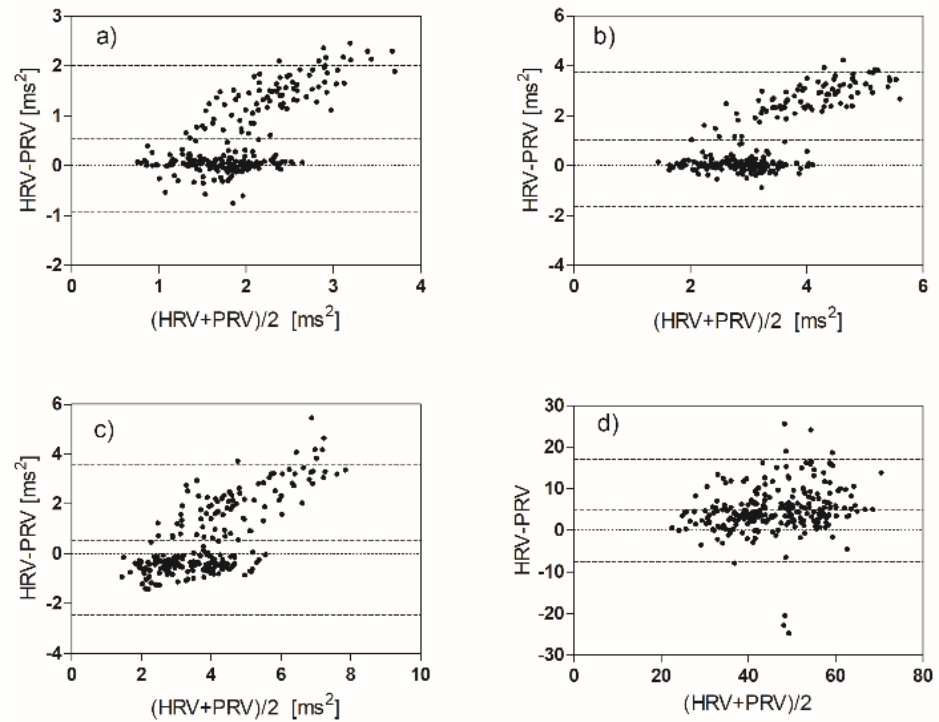 a)
HRV-PRV [ms²]
3
2
1
0
-1
-2
0 1 2 3 4
(HRV+PRV)/2 [ms²]
b)
HRV-PRV [ms²]
6
4
2
0
-2
-4
0 2 4 6
(HRV+PRV)/2 [ms²]
c)
HRV-PRV [ms²]
6
4
2
0
-2
-4
0 2 4 6 8 10
(HRV+PRV)/2 [ms²]
d)
HRV-PRV
30
20
10
0
-10
-20
-30
0 20 40 60 80
(HRV+PRV)/2